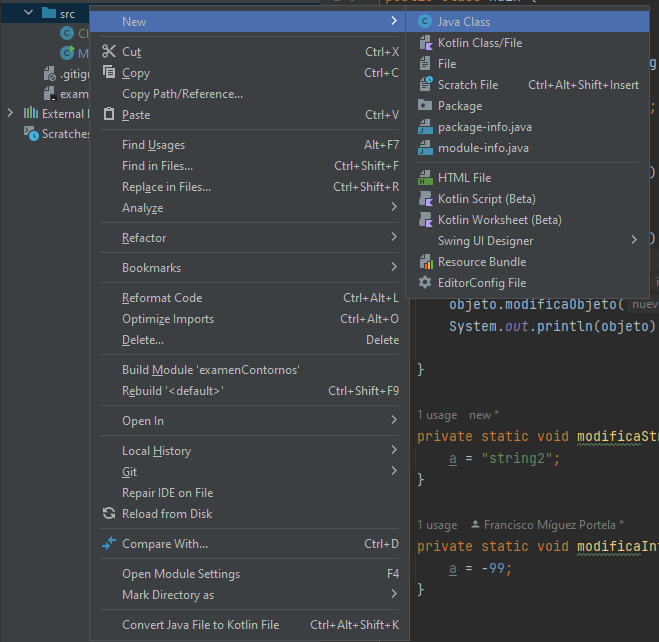 src
.gitign
exam
External
Scratches
New
Cut Ctrl+X
Copy Ctrl+C
Copy Path/Reference...
Paste Ctrl+V
Find Usages Alt+F7
Find in Files... Ctrl+Shift+F
Replace in Files... Ctrl+Shift+R
Analyze
Refactor
Bookmarks
Reformat Code Ctrl+Alt+L
Optimize Imports Ctrl+Alt+O
Delete... Delete
Build Module 'examenContornos'
Rebuild '<default>' Ctrl+Shift+F9
Open In
Local History
Git
Repair IDE on File
Reload from Disk
Compare With... Ctrl+D
Open Module Settings F4
Mark Directory as
Convert Java File to Kotlin File Ctrl+Alt+Shift+K
Java Class
Kotlin Class/File
File
Scratch File Ctrl+Alt+Shift+Insert
Package
package-info.java
module-info.java
HTML File
Kotlin Script (Beta)
Kotlin Worksheet (Beta)
Swing UI Designer
Resource Bundle
EditorConfig File
objeto.modificaObjeto( nuev
System.out.println(objeto)
}
1 usage new *
private static void modificaStr
a = "string2";
}
1 usage Francisco Míguez Portela *
private static void modificaInt
a = -99;
}